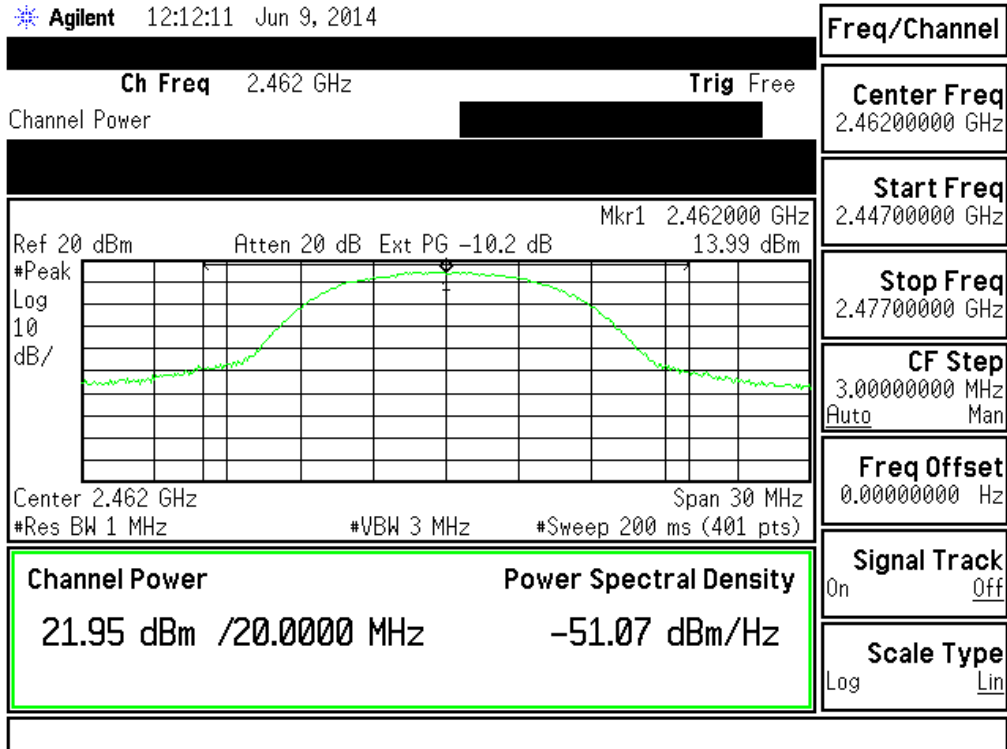 Agilent 12:12:11 Jun 9, 2014
Ch Freq 2.462 GHz Trig Free
Channel Power
Mkr1 2.462000 GHz
Ref 20 dBm Atten 20 dB Ext PG -10.2 dB 13.99 dBm
#Peak
Log
10
dB/
1
Center 2.462 GHz Span 30 MHz
#Res BW 1 MHz #VBW 3 MHz #Sweep 200 ms (401 pts)
Channel Power Power Spectral Density
21.95 dBm /20.0000 MHz -51.07 dBm/Hz
Freq/Channel
Center Freq
2.46200000 GHz
Start Freq
2.44700000 GHz
Stop Freq
2.47700000 GHz
CF Step
3.00000000 MHz
Auto Man
Freq Offset
0.00000000 Hz
Signal Track
On Off
Scale Type
Log Lin